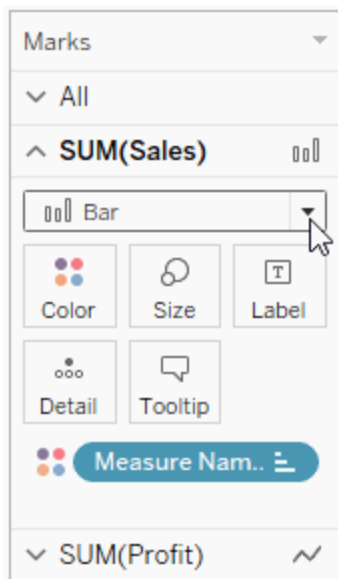 Marks
All
SUM(Sales)
Bar
Color Size Label
Detail Tooltip
Measure Nam..
SUM(Profit)